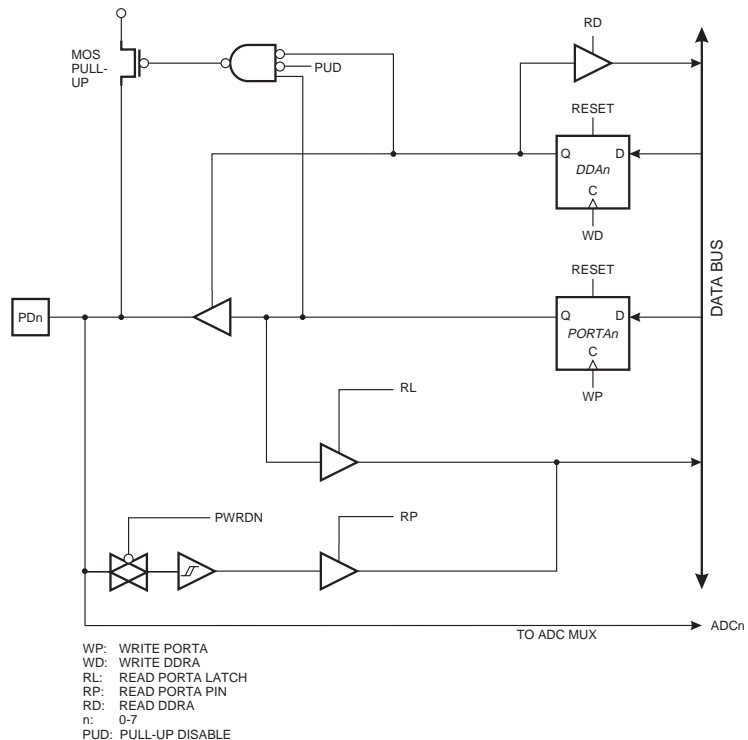 RD
MOS
PULL-
UP
PUD
RESET
Q D
DDAn
C
WD
RESET
PDn
Q D
PORTAn
C
WP
DATA BUS
RL
PWRDN
RP
TO ADC MUX
ADCn
WP: WRITE PORTA
WD: WRITE DDRA
RL: READ PORTA LATCH
RP: READ PORTA PIN
RD: READ DDRA
n: 0-7
PUD: PULL-UP DISABLE